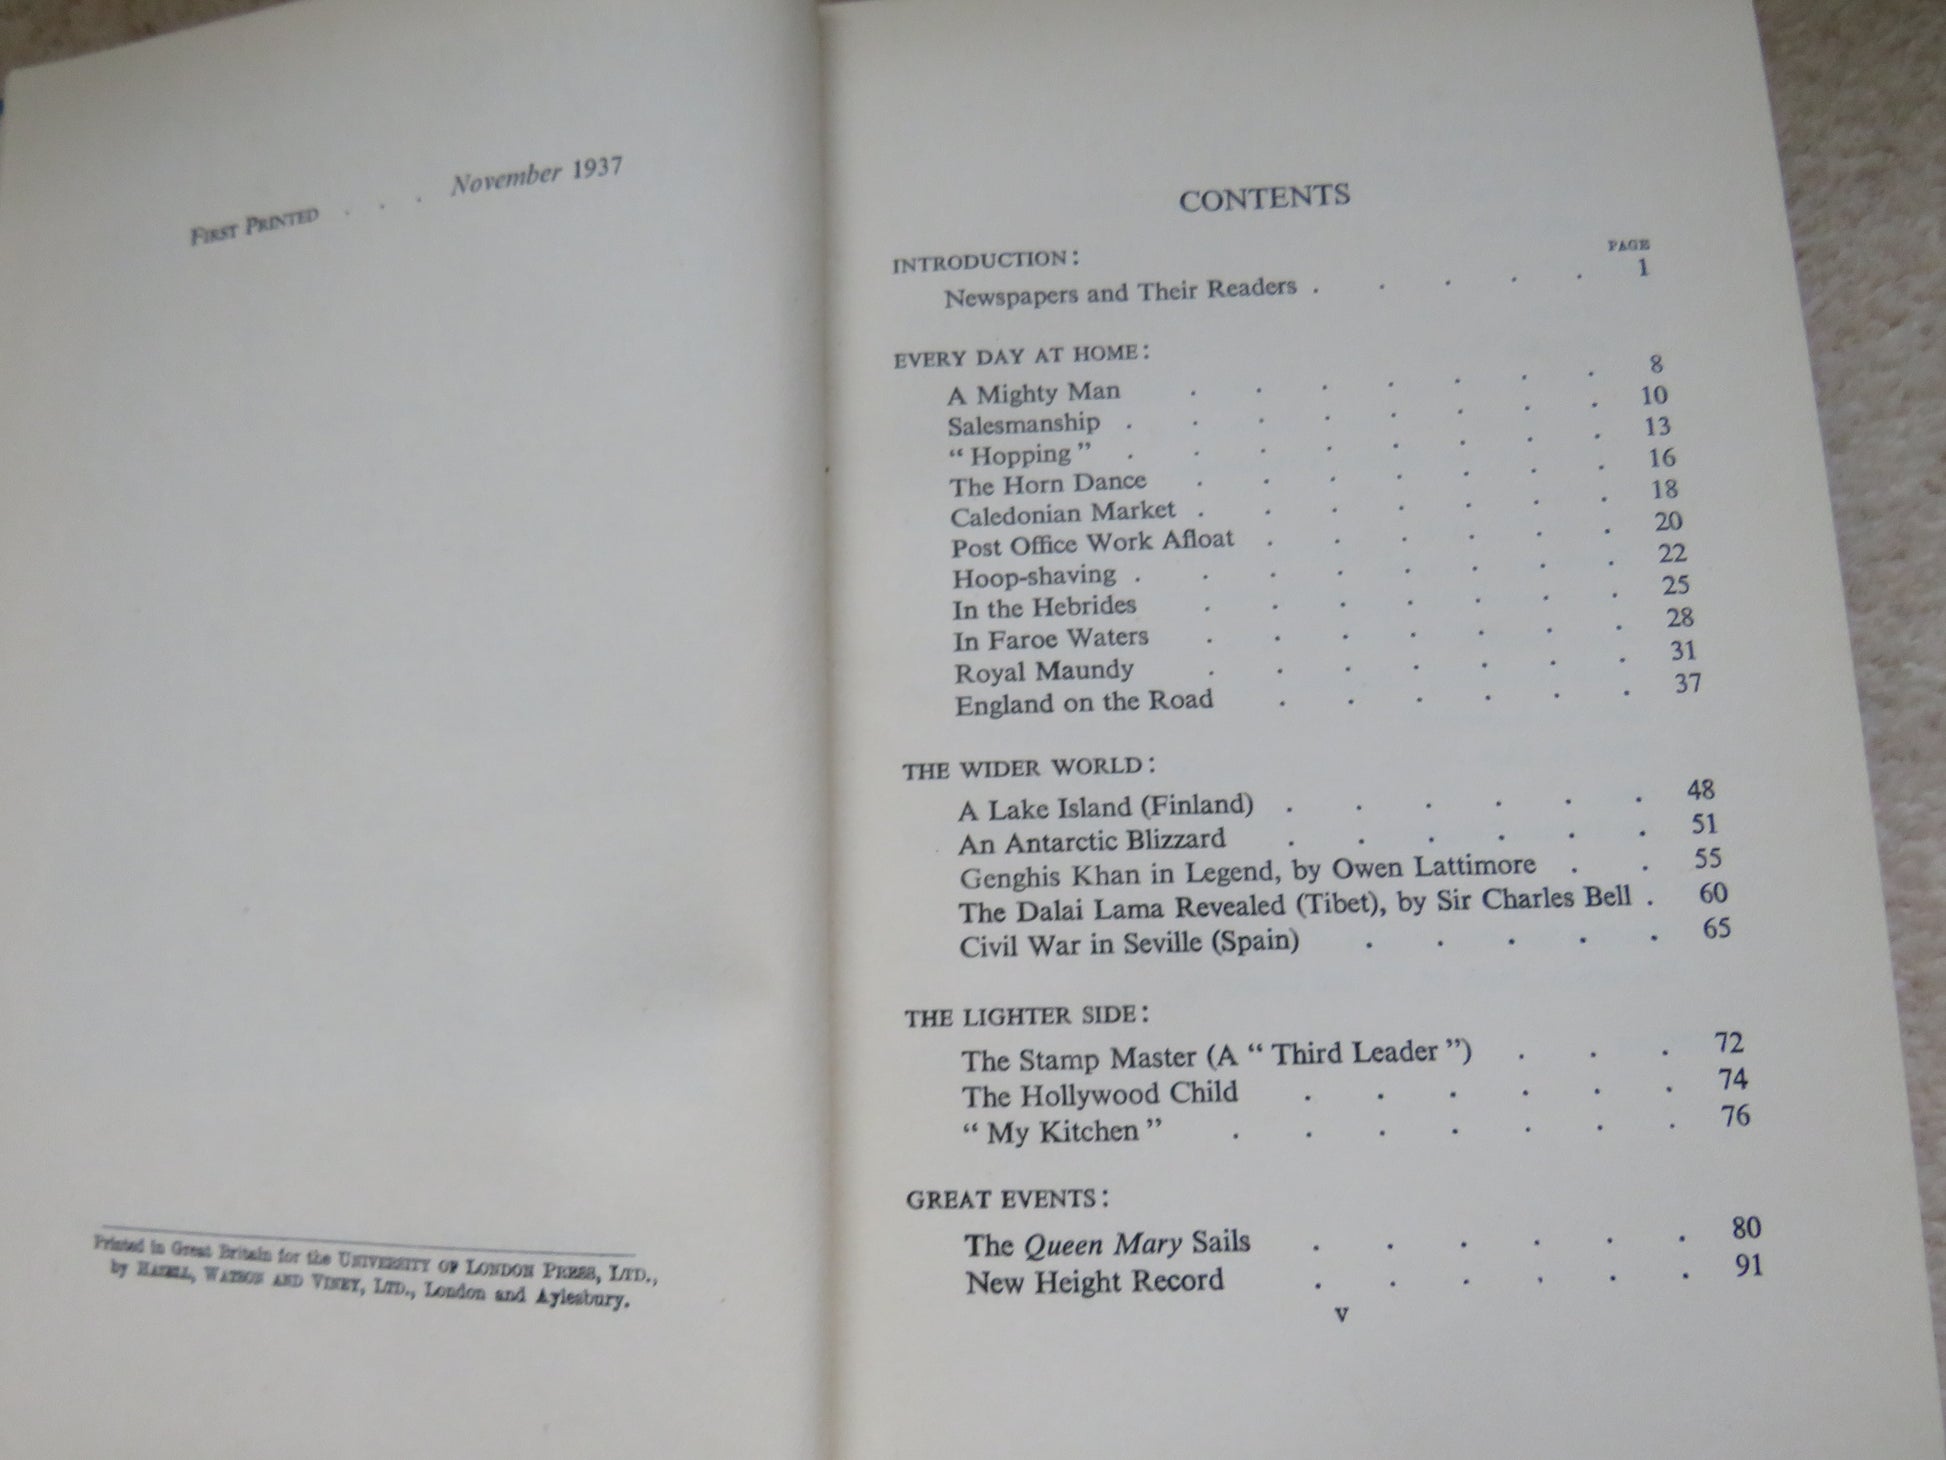 FIRST PRINTED . . . November 1937
Printed in Great Britain for the UNIVERSITY OF LONDON PRESS, LTD.,
by HAZELL, WATSON AND VINEY, LTD., London and Aylesbury.
CONTENTS
PAGE
INTRODUCTION:
Newspapers and Their Readers . . . . . 1
EVERY DAY AT HOME:
A Mighty Man . . . . . . . 8
Salesmanship . . . . . . . . 10
“ Hopping ” . . . . . . . . 13
The Horn Dance . . . . . . . 16
Caledonian Market . . . . . . . 18
Post Office Work Afloat . . . . . . 20
Hoop-shaving . . . . . . . . 22
In the Hebrides . . . . . . . 25
In Faroe Waters . . . . . . . 28
Royal Maundy . . . . . . . 31
England on the Road . . . . . . 37
THE WIDER WORLD:
A Lake Island (Finland) . . . . . . 48
An Antarctic Blizzard . . . . . . 51
Genghis Khan in Legend, by Owen Lattimore . . 55
The Dalai Lama Revealed (Tibet), by Sir Charles Bell . 60
Civil War in Seville (Spain) . . . . . 65
THE LIGHTER SIDE:
The Stamp Master (A “ Third Leader ”) . . . 72
The Hollywood Child . . . . . . 74
“ My Kitchen ” . . . . . . . 76
GREAT EVENTS:
The Queen Mary Sails . . . . . . 80
New Height Record . . . . . . 91
v